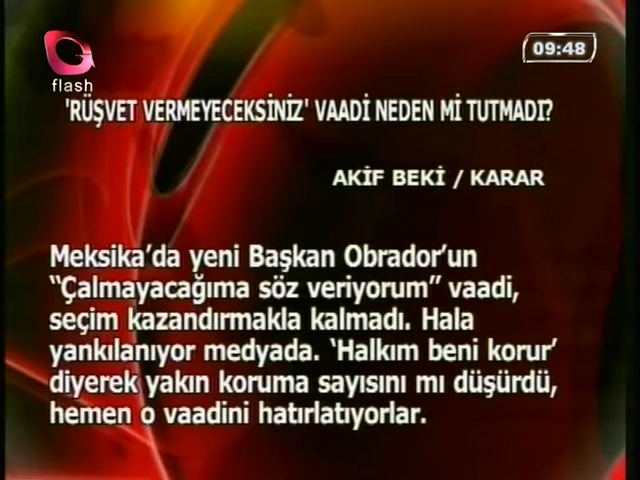 flash
09:48
'RÜŞVET VERMEYECEKSİNİZ' VAADİ NEDEN Mİ TUTMADI?
AKİF BEKİ / KARAR
Meksika’da yeni Başkan Obrador’un
“Çalmayacağıma söz veriyorum” vaadi,
seçim kazandırmakla kalmadı. Hala
yankılanıyor medyada. ‘Halkım beni korur’
diyerek yakın koruma sayısını mı düşürdü,
hemen o vaadini hatırlatıyorlar.